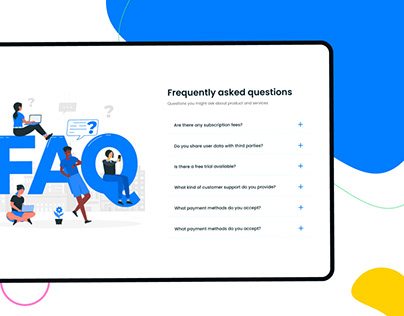 Frequently asked questions
Questions you might ask about product and services
FAQ
Are there any subscription fees?
Do you share user data with third parties?
Is there a free trial available?
What kind of customer support do you provide?
What payment methods do you accept?
What payment methods do you accept?